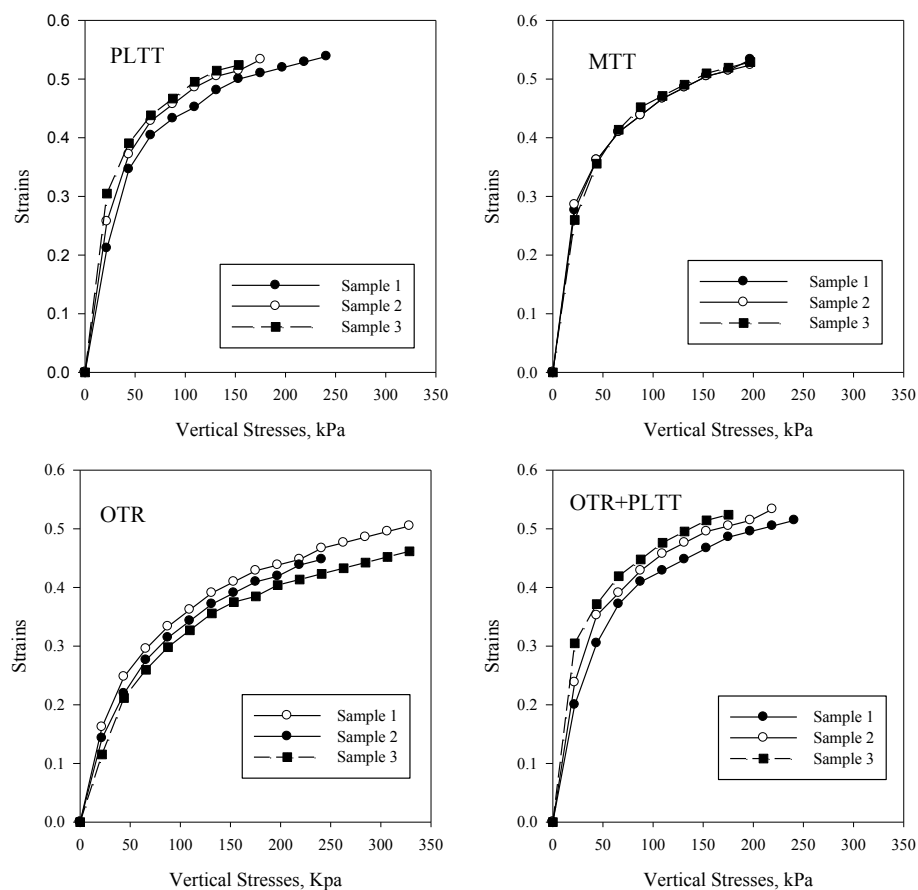 PLTT
0.6
0.5
0.4
0.3
0.2
0.1
0.0
Strains
Sample 1
Sample 2
Sample 3
0 50 100 150 200 250 300 350
Vertical Stresses, kPa
MTT
0.6
0.5
0.4
0.3
0.2
0.1
0.0
Strains
Sample 1
Sample 2
Sample 3
0 50 100 150 200 250 300 350
Vertical Stresses, kPa
OTR
0.6
0.5
0.4
0.3
0.2
0.1
0.0
Strains
Sample 1
Sample 2
Sample 3
0 50 100 150 200 250 300 350
Vertical Stresses, Kpa
OTR+PLTT
0.6
0.5
0.4
0.3
0.2
0.1
0.0
Strains
Sample 1
Sample 2
Sample 3
0 50 100 150 200 250 300 350
Vertical Stresses, kPa